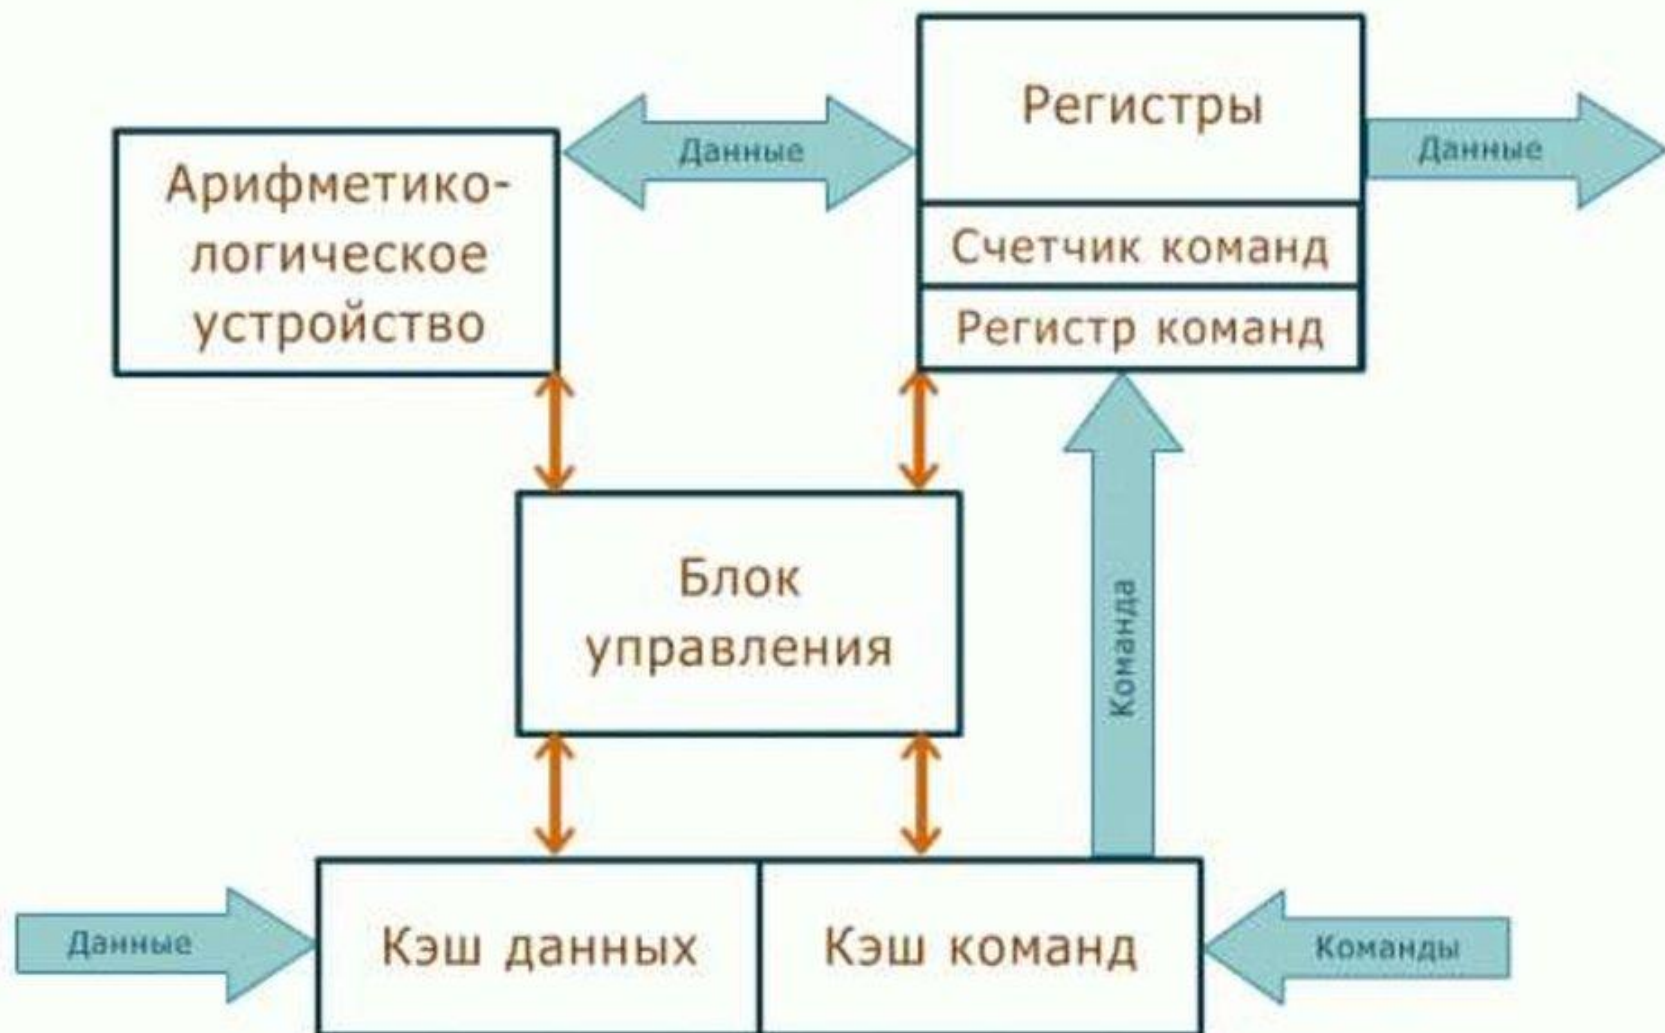 Регистры
Данные
Данные
Арифметико-
логическое
устройство
Счетчик команд
Регистр команд
Блок
управления
Команда
Данные
Кэш данных
Кэш команд
Команды